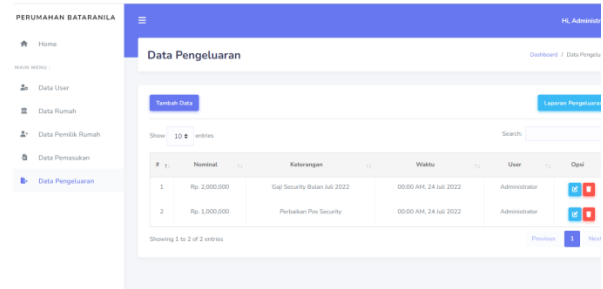 PERUMAHAN BATARANILA
Hi, Administr
Home
MAIN MENU :
Data User
Data Rumah
Data Pemilik Rumah
Data Pemasukan
Data Pengeluaran
Data Pengeluaran
Dashboard / Data Pengelu
Tambah Data
Laporan Pengeluaran
Show 10 entries
Search:
# Nominal Keterangan Waktu User Opsi
1 Rp. 2,000,000 Gaji Security Bulan Juli 2022 00:00 AM, 24 Juli 2022 Administrator
2 Rp. 1,000,000 Perbaikan Pos Security 00:00 AM, 24 Juli 2022 Administrator
Showing 1 to 2 of 2 entries
Previous 1 Next